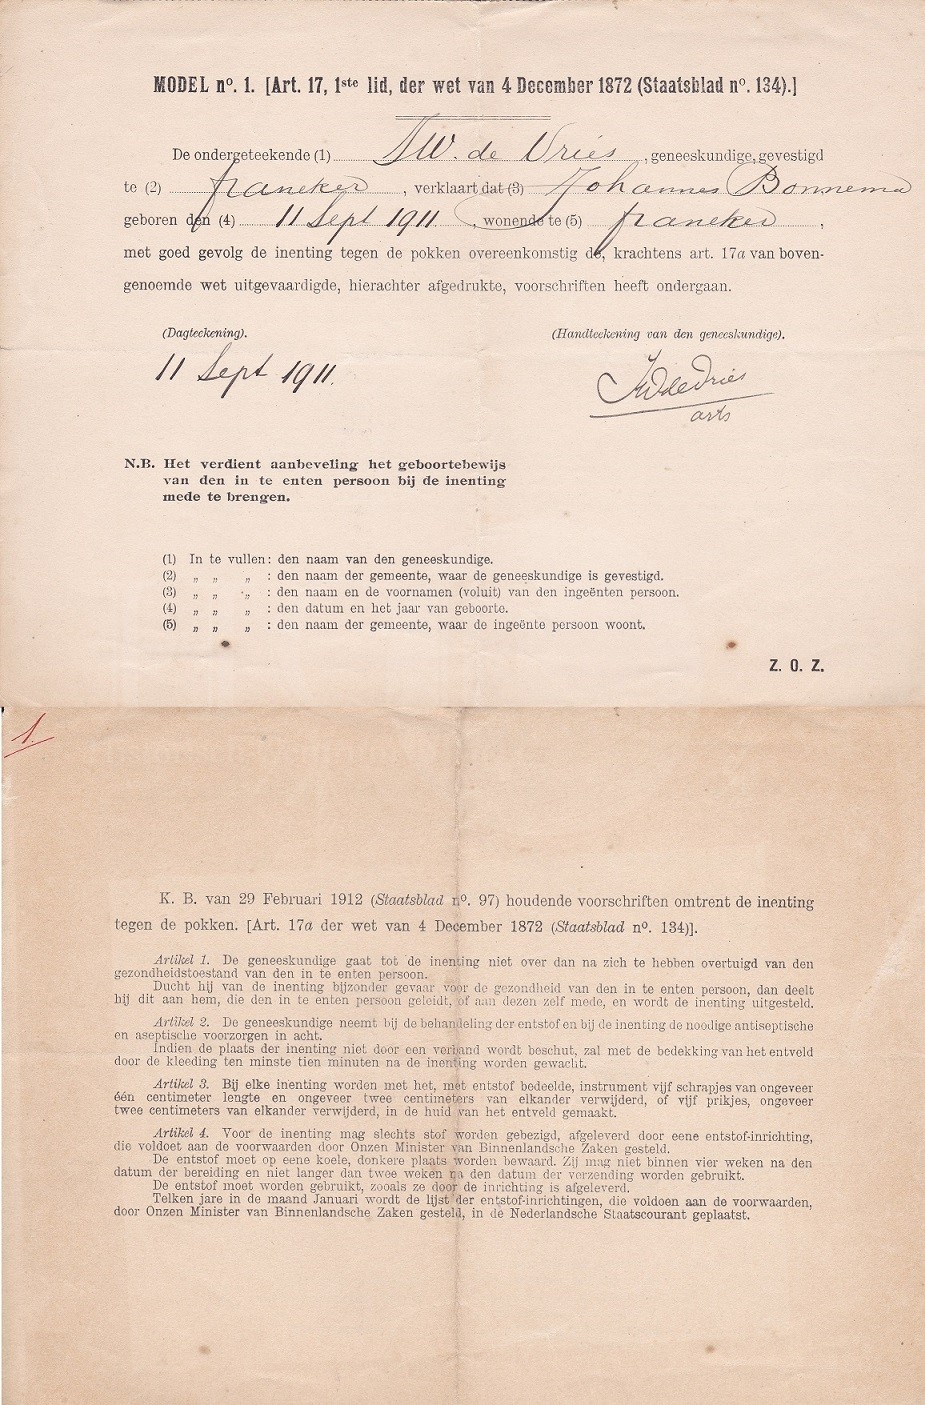 MODEL nº. 1. [Art. 17, 1ste lid, der wet van 4 December 1872 (Staatsblad nº. 134).]
De ondergeteekende (1) JW. de Vries, geneeskundige, gevestigd
te (2) franeker, verklaart dat (3) Johannes Bonnema
geboren den (4) 11 Sept 1911, wonende te (5) franeker,
met goed gevolg de inenting tegen de pokken overeenkomstig de, krachtens art. 17a van boven-
genoemde wet uitgevaardigde, hierachter afgedrukte, voorschriften heeft ondergaan.
(Dagteekening). (Handteekening van den geneeskundige).
11 Sept 1911. JWdeVries
arts
N.B. Het verdient aanbeveling het geboortebewijs
van den in te enten persoon bij de inenting
mede te brengen.
(1) In te vullen: den naam van den geneeskundige.
(2) „ „ „ : den naam der gemeente, waar de geneeskundige is gevestigd.
(3) „ „ „ : den naam en de voornamen (voluit) van den ingeënten persoon.
(4) „ „ „ : den datum en het jaar van geboorte.
(5) „ „ „ : den naam der gemeente, waar de ingeënte persoon woont.
Z. O. Z.
1.
K. B. van 29 Februari 1912 (Staatsblad nº. 97) houdende voorschriften omtrent de inenting
tegen de pokken. [Art. 17a der wet van 4 December 1872 (Staatsblad nº. 134)].
Artikel 1. De geneeskundige gaat tot de inenting niet over dan na zich te hebben overtuigd van den
gezondheidstoestand van den in te enten persoon.
Ducht hij van de inenting bijzonder gevaar voor de gezondheid van den in te enten persoon, dan deelt
hij dit aan hem, die den in te enten persoon geleidt, of aan dezen zelf mede, en wordt de inenting uitgesteld.
Artikel 2. De geneeskundige neemt bij de behandeling der entstof en bij de inenting de noodige antiseptische
en aseptische voorzorgen in acht.
Indien de plaats der inenting niet door een verband wordt beschut, zal met de bedekking van het entveld
door de kleeding ten minste tien minuten na de inenting worden gewacht.
Artikel 3. Bij elke inenting worden met het, met entstof bedeelde, instrument vijf schrapjes van ongeveer
één centimeter lengte en ongeveer twee centimeters van elkander verwijderd, of vijf prikjes, ongeveer
twee centimeters van elkander verwijderd, in de huid van het entveld gemaakt.
Artikel 4. Voor de inenting mag slechts stof worden gebezigd, afgeleverd door eene entstof-inrichting,
die voldoet aan de voorwaarden door Onzen Minister van Binnenlandsche Zaken gesteld.
De entstof moet op eene koele, donkere plaats worden bewaard. Zij mag niet binnen vier weken na den
datum der bereiding en niet langer dan twee weken na den datum der verzending worden gebruikt.
De entstof moet worden gebruikt, zooals ze door de inrichting is afgeleverd.
Telken jare in de maand Januari wordt de lijst der entstof-inrichtingen, die voldoen aan de voorwaarden,
door Onzen Minister van Binnenlandsche Zaken gesteld, in de Nederlandsche Staatscourant geplaatst.